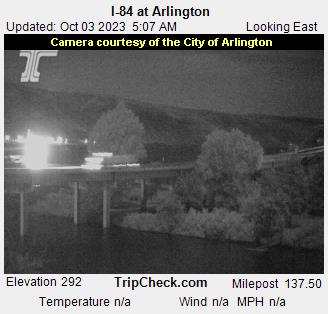 I-84 at Arlington
Updated: Oct 03 2023 5:07 AM Looking East
Camera courtesy of the City of Arlington
Elevation 292 TripCheck.com Milepost 137.50
Temperature n/a Wind n/a MPH n/a